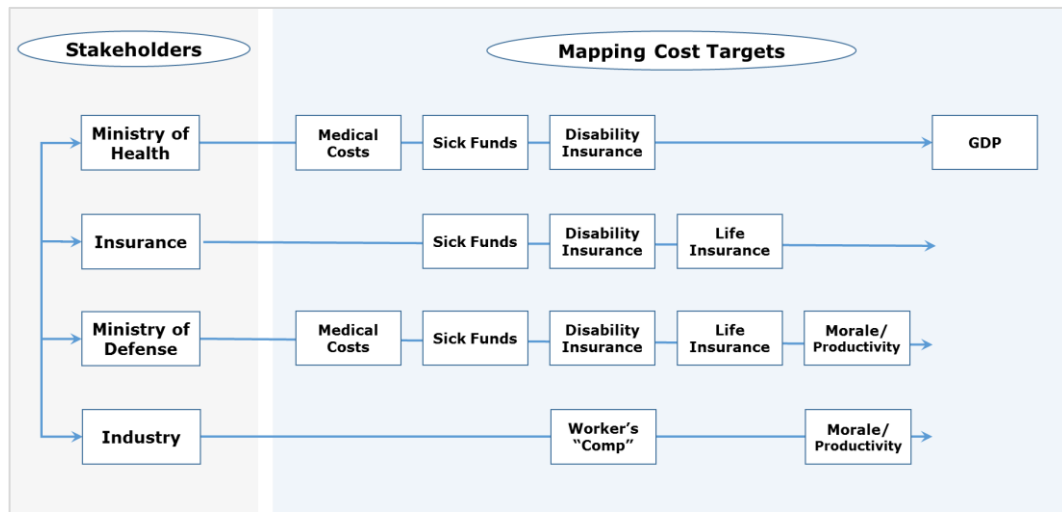 Stakeholders
Mapping Cost Targets
Ministry of
Health
Medical
Costs
Sick Funds
Disability
Insurance
GDP
Insurance
Sick Funds
Disability
Insurance
Life
Insurance
Ministry of
Defense
Medical
Costs
Sick Funds
Disability
Insurance
Life
Insurance
Morale/
Productivity
Industry
Worker’s
“Comp”
Morale/
Productivity